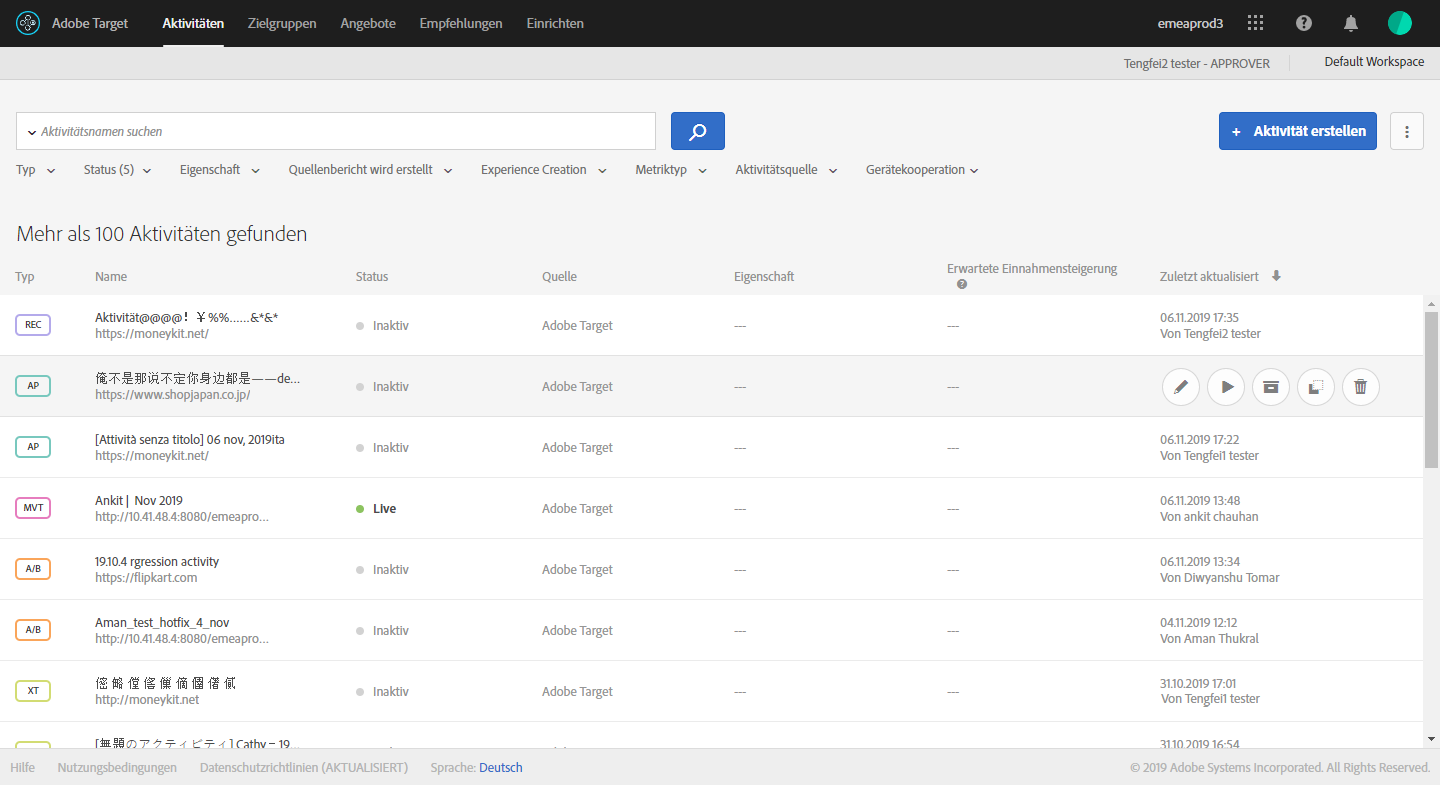 Adobe Target Aktivitäten Zielgruppen Angebote Empfehlungen Einrichten emeaprod3
Tengfei2 tester - APPROVER Default Workspace
Aktivitätsnamen suchen
+ Aktivität erstellen
Typ Status (5) Eigenschaft Quellenbericht wird erstellt Experience Creation Metriktyp Aktivitätsquelle Gerätekooperation
Mehr als 100 Aktivitäten gefunden
Typ Name Status Quelle Eigenschaft Erwartete Einnahmensteigerung Zuletzt aktualisiert
REC Aktivität@@@@！￥%%……&*&* Inaktiv Adobe Target --- --- 06.11.2019 17:35
https://moneykit.net/ Von Tengfei2 tester
AP 俺不是那说不定你身边都是——de... Inaktiv Adobe Target --- ---
https://www.shopjapan.co.jp/
AP [Attività senza titolo] 06 nov, 2019ita Inaktiv Adobe Target --- --- 06.11.2019 17:22
https://moneykit.net/ Von Tengfei1 tester
MVT Ankit | Nov 2019 Live Adobe Target --- --- 06.11.2019 13:48
http://10.41.48.4:8080/emeapro... Von ankit chauhan
A/B 19.10.4 rgression activity Inaktiv Adobe Target --- --- 06.11.2019 13:34
https://flipkart.com Von Diwyanshu Tomar
A/B Aman_test_hotfix_4_nov Inaktiv Adobe Target --- --- 04.11.2019 12:12
http://10.41.48.4:8080/emeapro... Von Aman Thukral
XT Inaktiv Adobe Target --- --- 31.10.2019 17:01
http://moneykit.net Von Tengfei1 tester
[無題のアクティビティ] Cathy - 19... 31.10.2019 16:54
Hilfe Nutzungsbedingungen Datenschutzrichtlinien (AKTUALISIERT) Sprache: Deutsch © 2019 Adobe Systems Incorporated. All Rights Reserved.